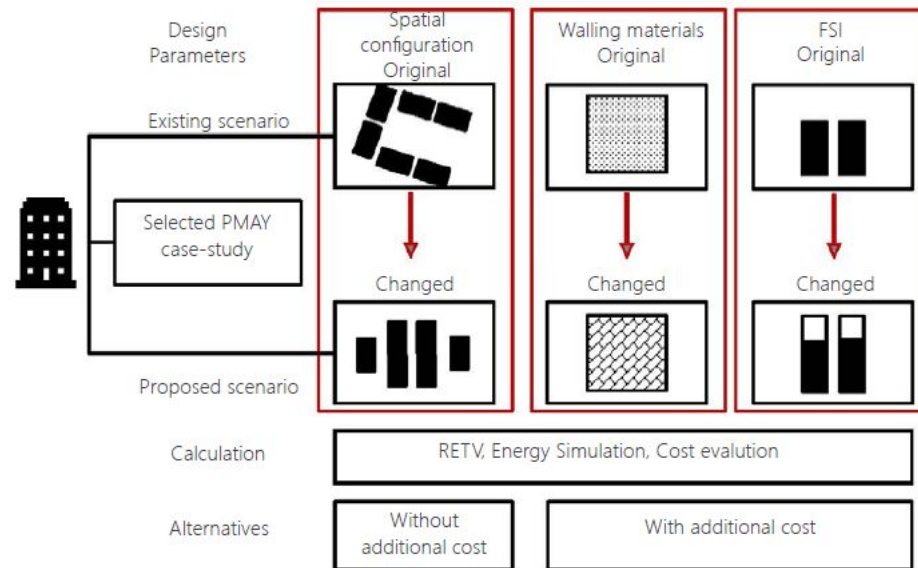 Design
Parameters
Spatial
configuration
Original
Walling materials
Original
FSI
Original
Existing scenario
Selected PMAY
case-study
Changed
Changed
Changed
Proposed scenario
Calculation
RETV, Energy Simulation, Cost evalution
Alternatives
Without
additional cost
With additional cost